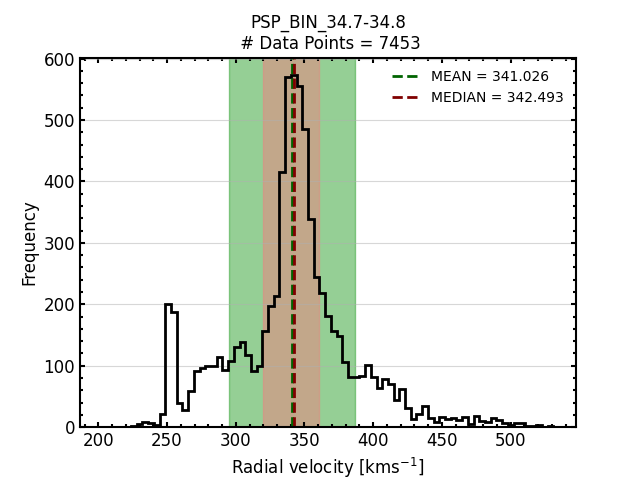 PSP_BIN_34.7-34.8
# Data Points = 7453
MEAN = 341.026
MEDIAN = 342.493
Frequency
600
500
400
300
200
100
0
200 250 300 350 400 450 500
Radial velocity [kms⁻¹]